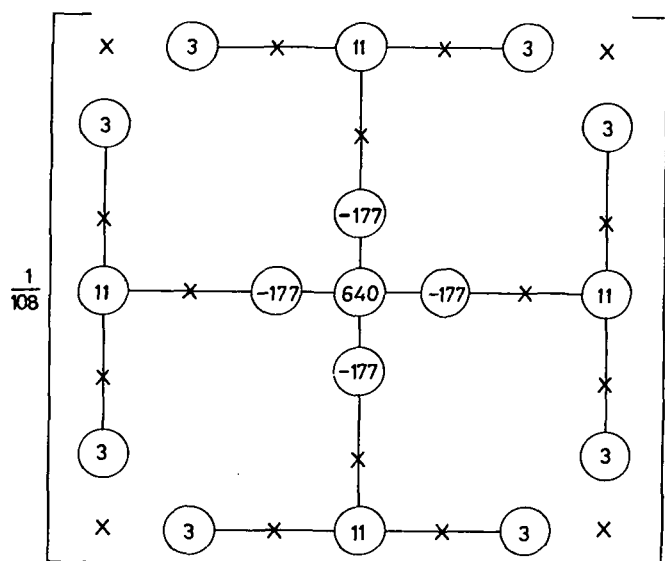 × 3 × 11 × 3 ×
3 3
×
-177
× ×
1/108 11 × -177 640 -177 × 11
-177
× ×
3 × 3
× 3 × 11 × 3 ×